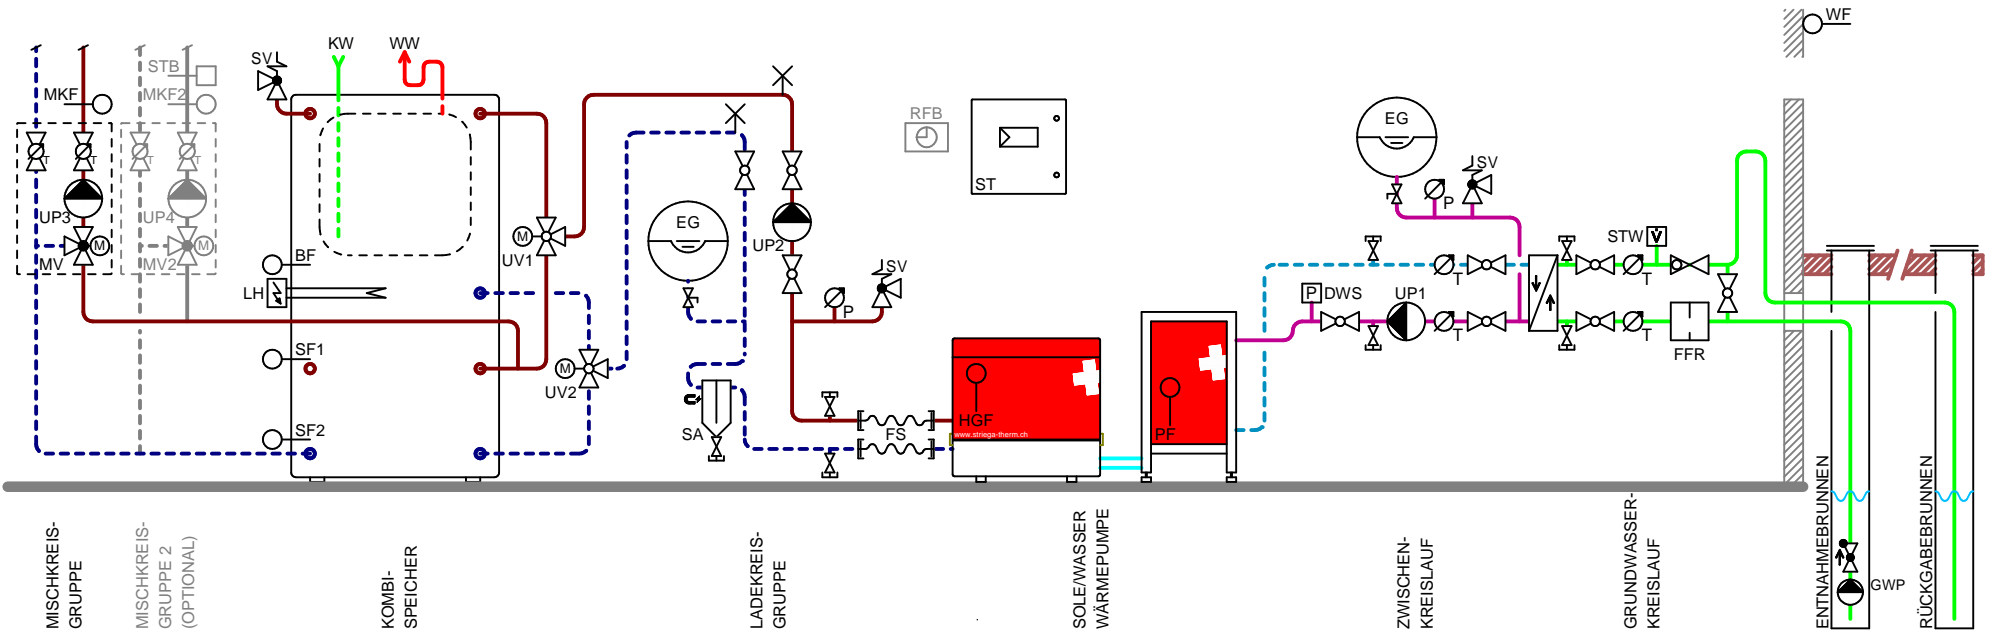 WF
KW
WW
SV
STB
MKF
MKF2
T
T
UP3
UP4
M
M
MV
MV2
BF
LH
SF1
SF2
M
UV1
M
UV2
EG
UP2
SV
P
SA
FS
RFB
ST
HGF
www.striega-therm.ch
PF
EG
SV
P
P
DWS
UP1
T
T
STW
V
T
T
FFR
GWP
MISCHKREIS-
GRUPPE
MISCHKREIS-
GRUPPE 2
(OPTIONAL)
KOMBI-
SPEICHER
LADEKREIS-
GRUPPE
SOLE/WASSER
WÄRMEPUMPE
ZWISCHEN-
KREISLAUF
GRUNDWASSER-
KREISLAUF
ENTNAHMEBRUNNEN
RÜCKGABEBRUNNEN